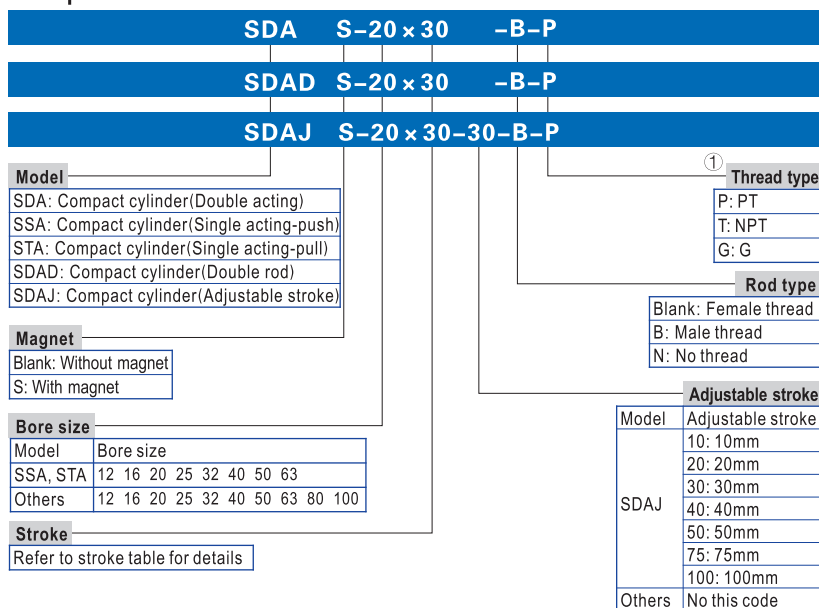 SDA S-20×30 -B-P
SDAD S-20×30 -B-P
SDAJ S-20×30-30-B-P
Model
SDA: Compact cylinder(Double acting)
SSA: Compact cylinder(Single acting-push)
STA: Compact cylinder(Single acting-pull)
SDAD: Compact cylinder(Double rod)
SDAJ: Compact cylinder(Adjustable stroke)
Magnet
Blank: Without magnet
S: With magnet
Bore size
Model Bore size
SSA, STA 12 16 20 25 32 40 50 63
Others 12 16 20 25 32 40 50 63 80 100
Stroke
Refer to stroke table for details
① Thread type
P: PT
T: NPT
G: G
Rod type
Blank: Female thread
B: Male thread
N: No thread
Adjustable stroke
Model Adjustable stroke
SDAJ
10: 10mm
20: 20mm
30: 30mm
40: 40mm
50: 50mm
75: 75mm
100: 100mm
Others No this code